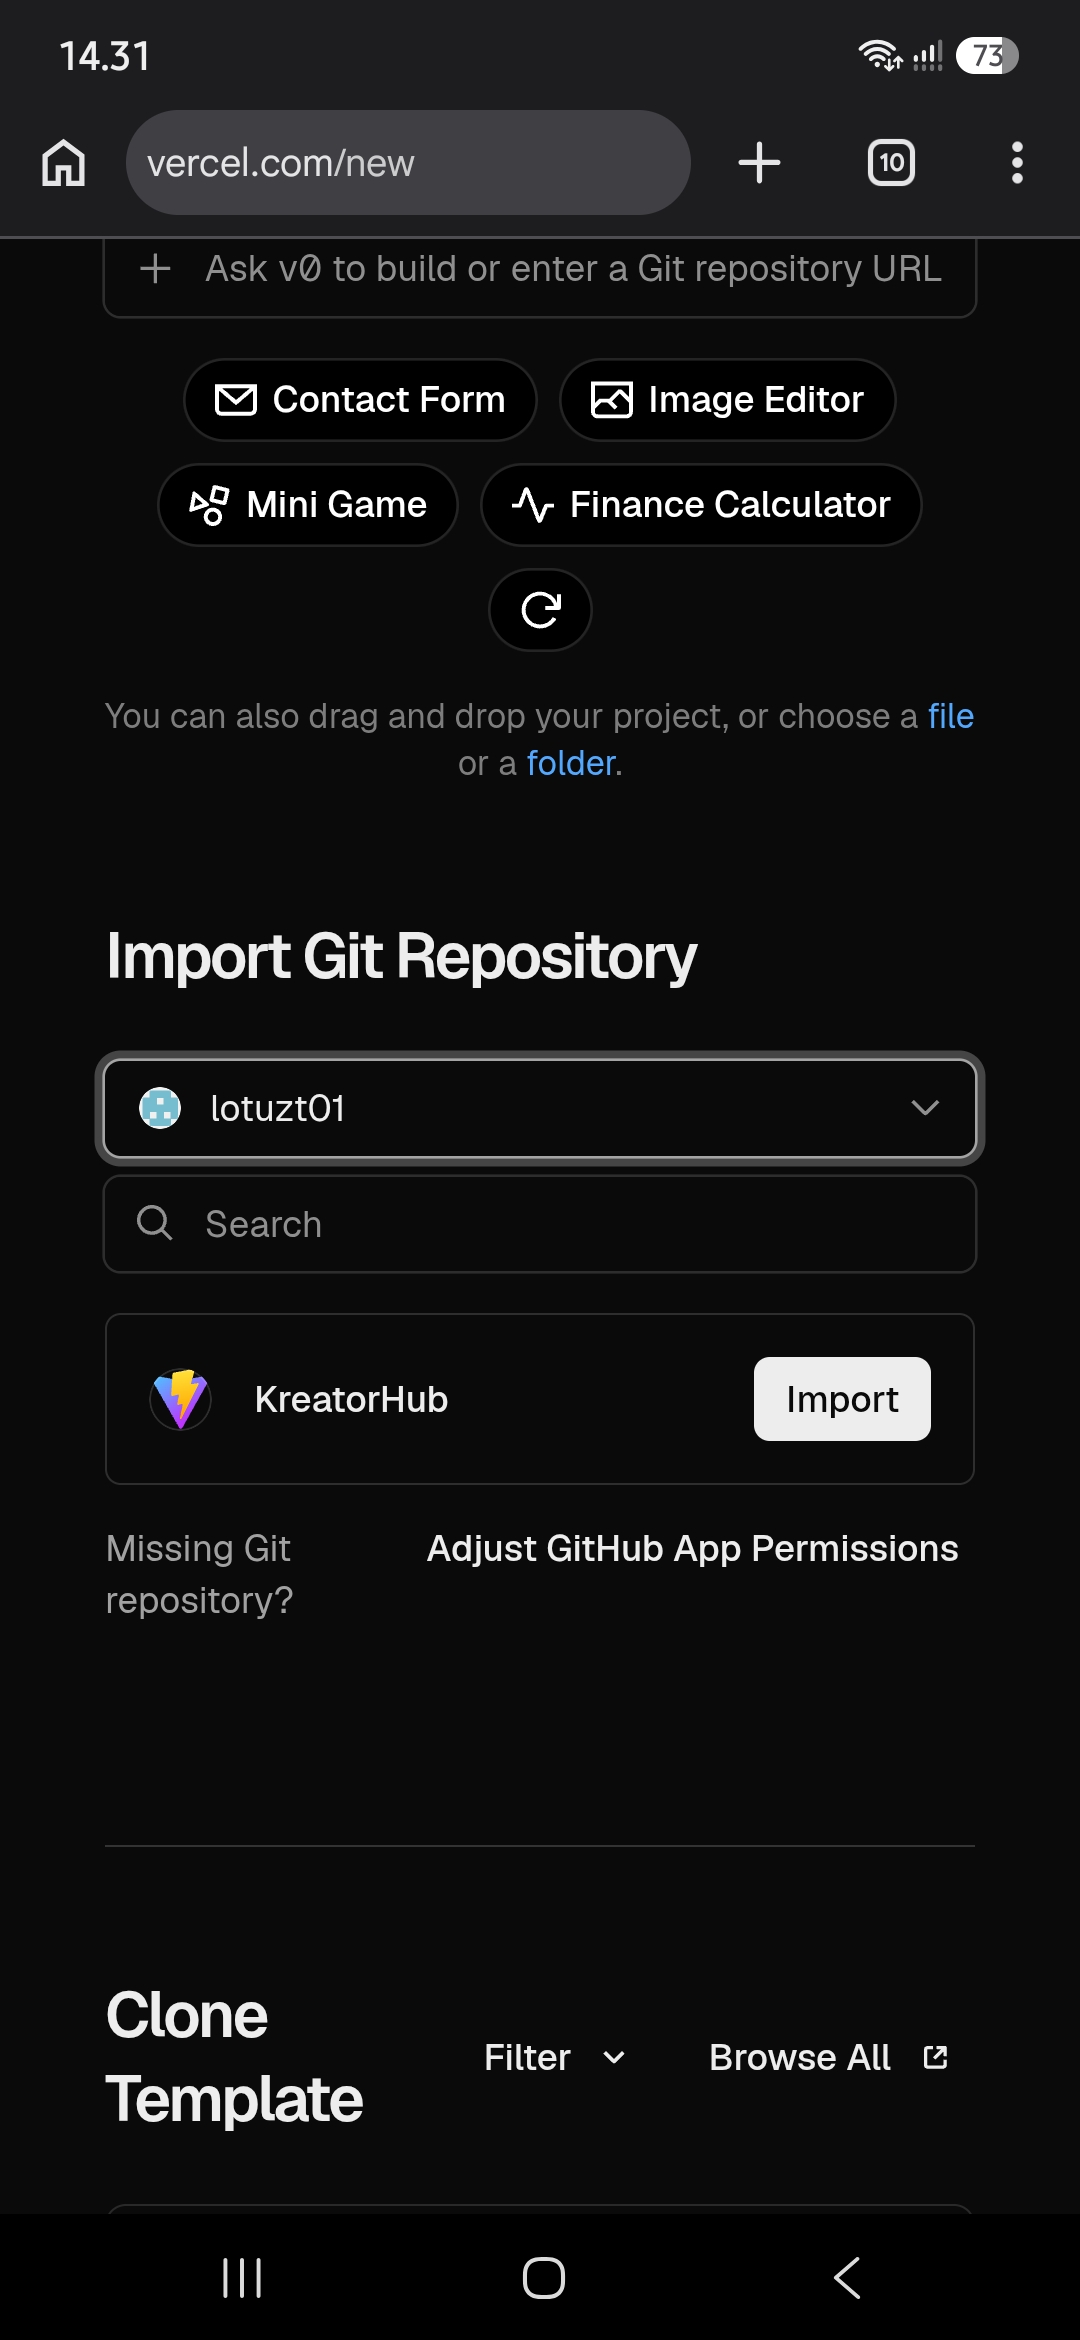 14.31
73
vercel.com/new
10
Ask v0 to build or enter a Git repository URL
Contact Form
Image Editor
Mini Game
Finance Calculator
You can also drag and drop your project, or choose a file
or a folder.
Import Git Repository
lotuzt01
Search
KreatorHub
Import
Missing Git
repository?
Adjust GitHub App Permissions
Clone
Template
Filter
Browse All